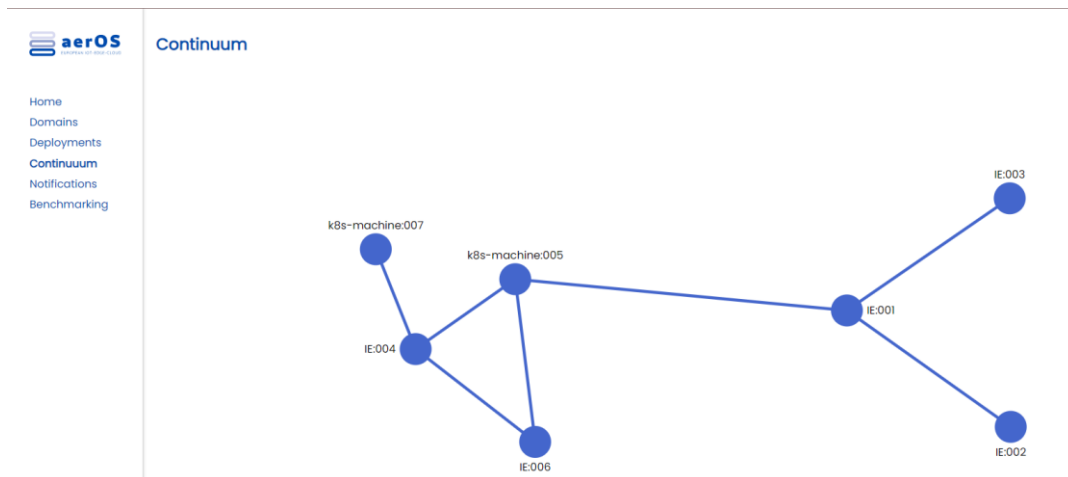 aerOS
Continuum
Home
Domains
Deployments
Continuuum
Notifications
Benchmarking
IE:003
k8s-machine:007
k8s-machine:005
IE:001
IE:004
IE:002
IE:006